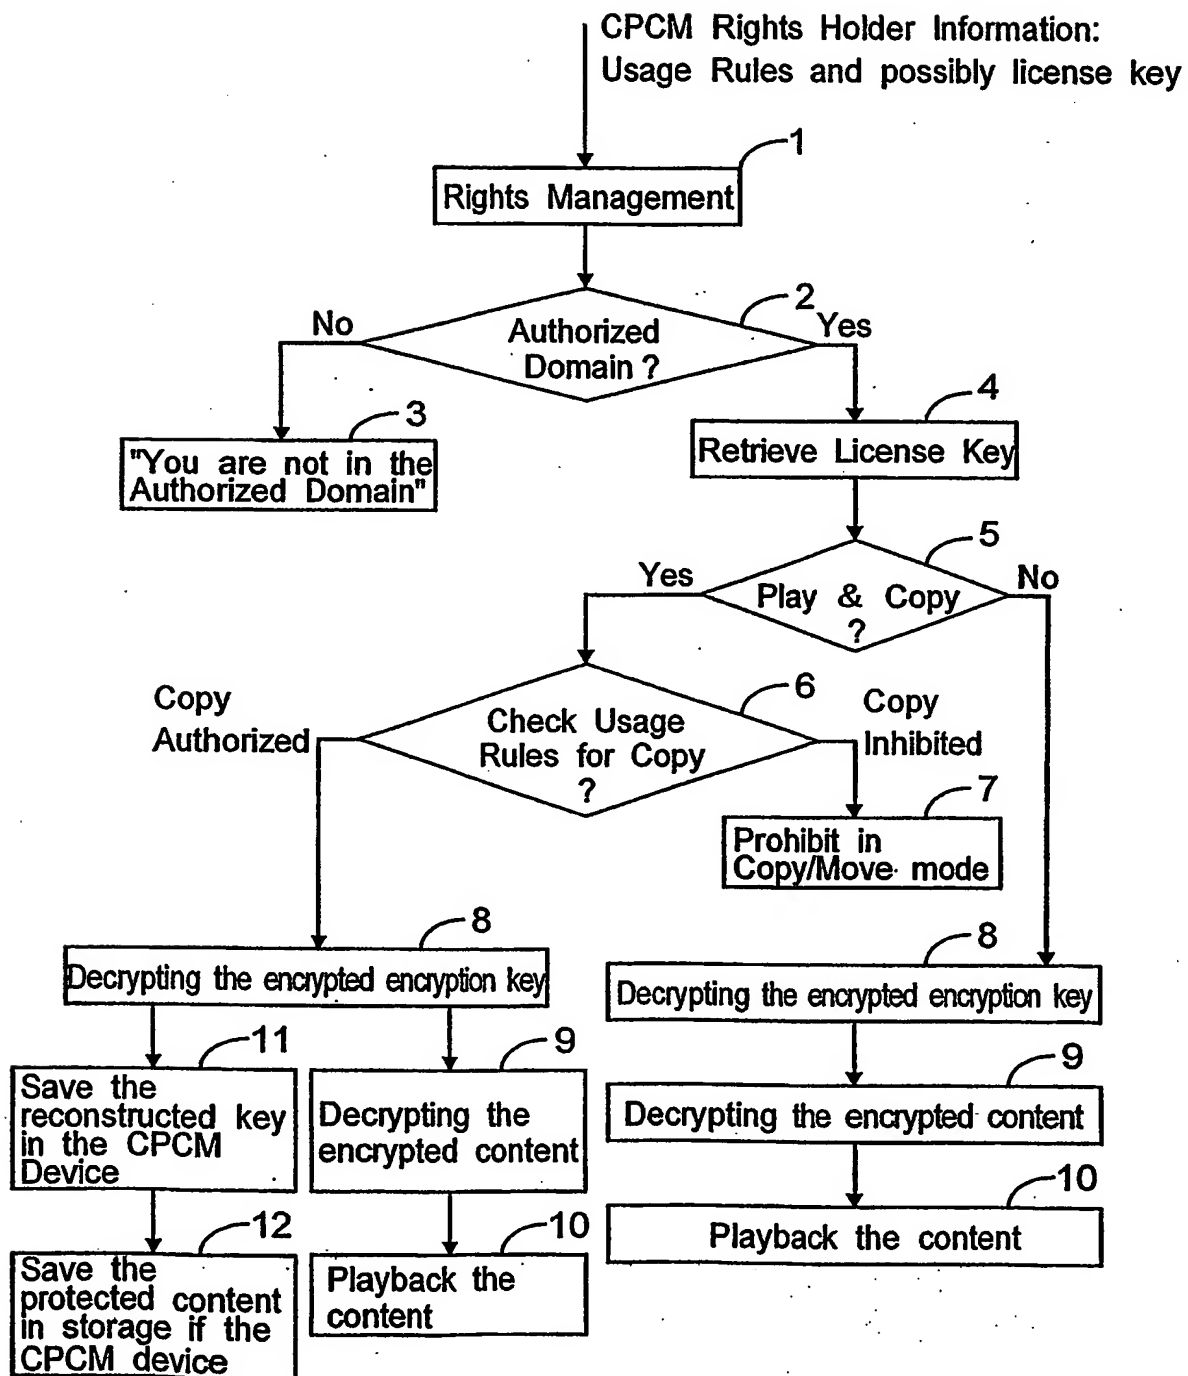 CPCM Rights Holder Information:
Usage Rules and possibly license key
1
Rights Management
2
No
Authorized
Domain ?
Yes
3
"You are not in the
Authorized Domain"
4
Retrieve License Key
5
Yes
Play & Copy
?
No
6
Copy
Authorized
Check Usage
Rules for Copy
?
Copy
Inhibited
7
Prohibit in
Copy/Move mode
8
Decrypting the encrypted encryption key
8
Decrypting the encrypted encryption key
11
Save the
reconstructed key
in the CPCM
Device
9
Decrypting the
encrypted content
9
Decrypting the encrypted content
12
Save the
protected content
in storage if the
CPCM device
10
Playback the
content
10
Playback the content